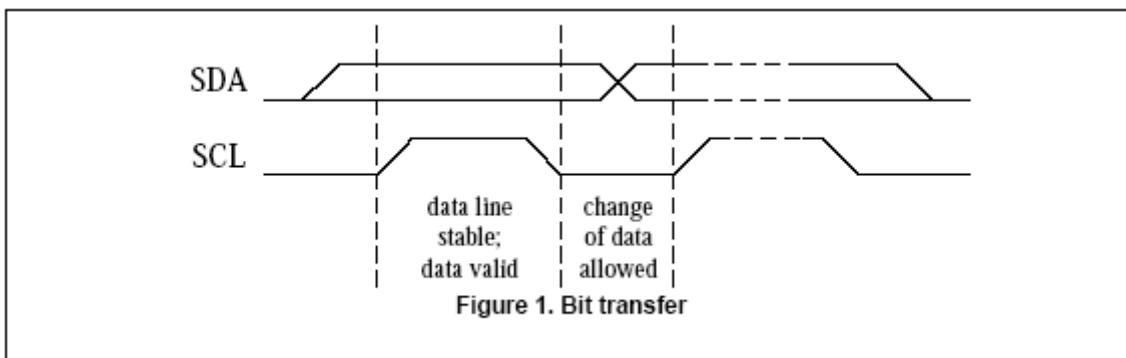 SDA
SCL
data line
stable;
data valid
change
of data
allowed
Figure 1. Bit transfer